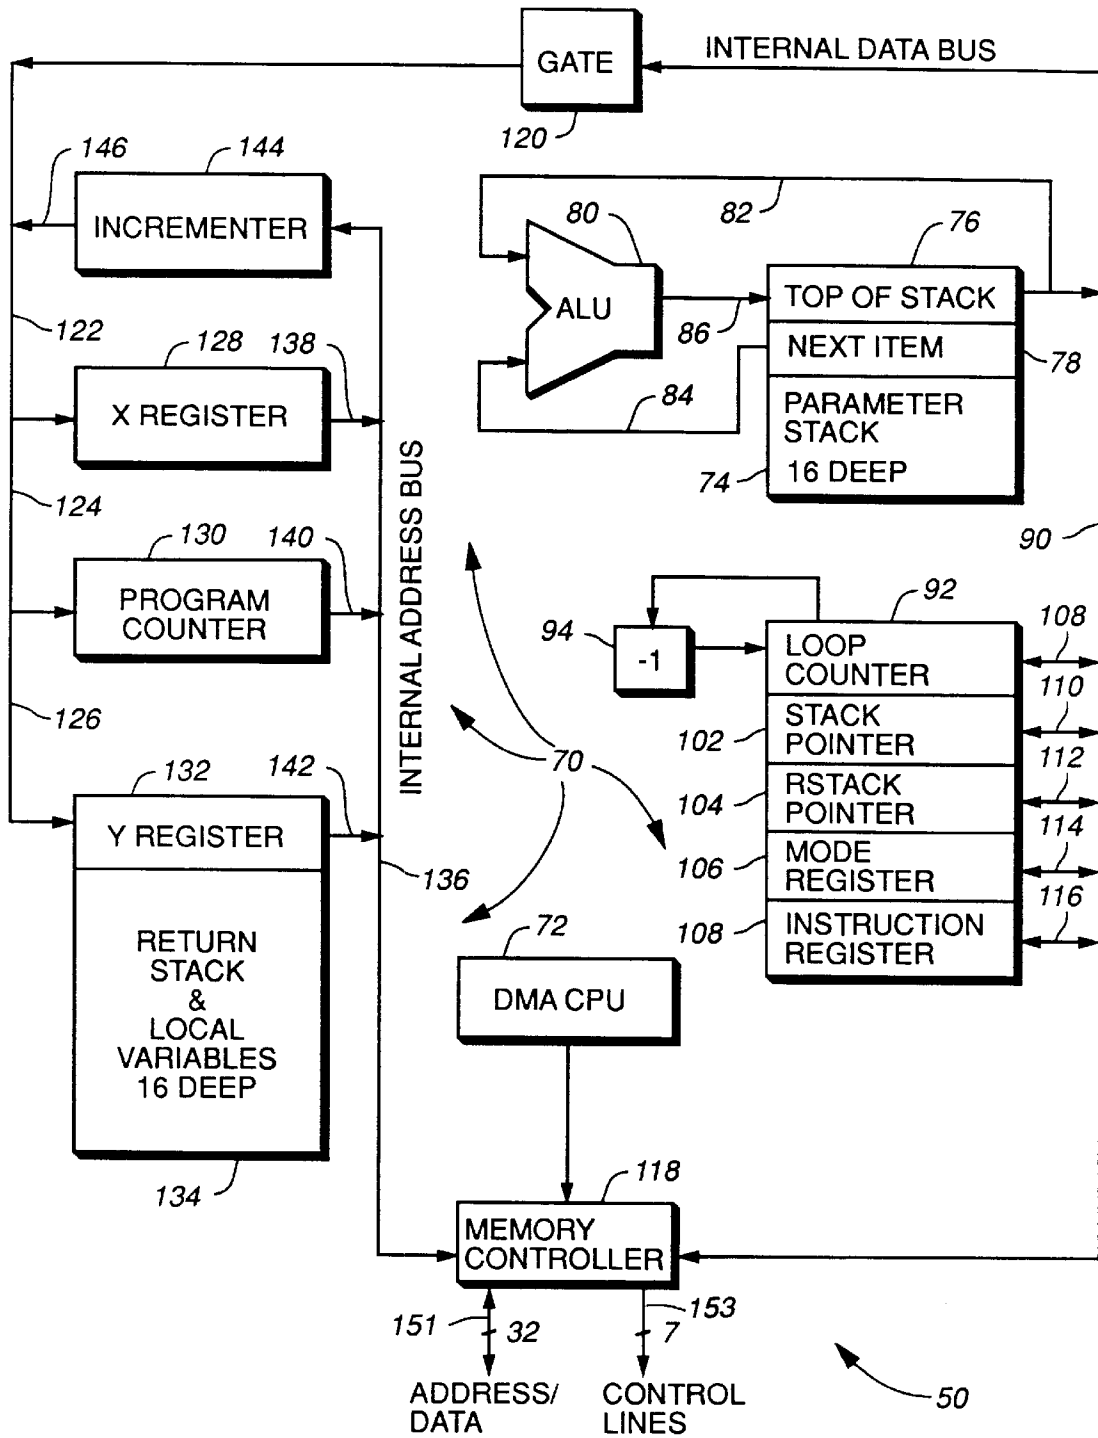 GATE
INTERNAL DATA BUS
120
146
144
INCREMENTER
82
80
76
ALU
TOP OF STACK
86
NEXT ITEM
78
84
PARAMETER
STACK
16 DEEP
74
122
128
138
X REGISTER
124
130
140
PROGRAM
COUNTER
INTERNAL ADDRESS BUS
90
92
94
-1
LOOP
COUNTER
108
110
102
STACK
POINTER
112
104
RSTACK
POINTER
114
106
MODE
REGISTER
116
108
INSTRUCTION
REGISTER
70
126
132
142
Y REGISTER
136
RETURN
STACK
&
LOCAL
VARIABLES
16 DEEP
134
72
DMA CPU
118
MEMORY
CONTROLLER
151
32
153
7
ADDRESS/
DATA
CONTROL
LINES
50